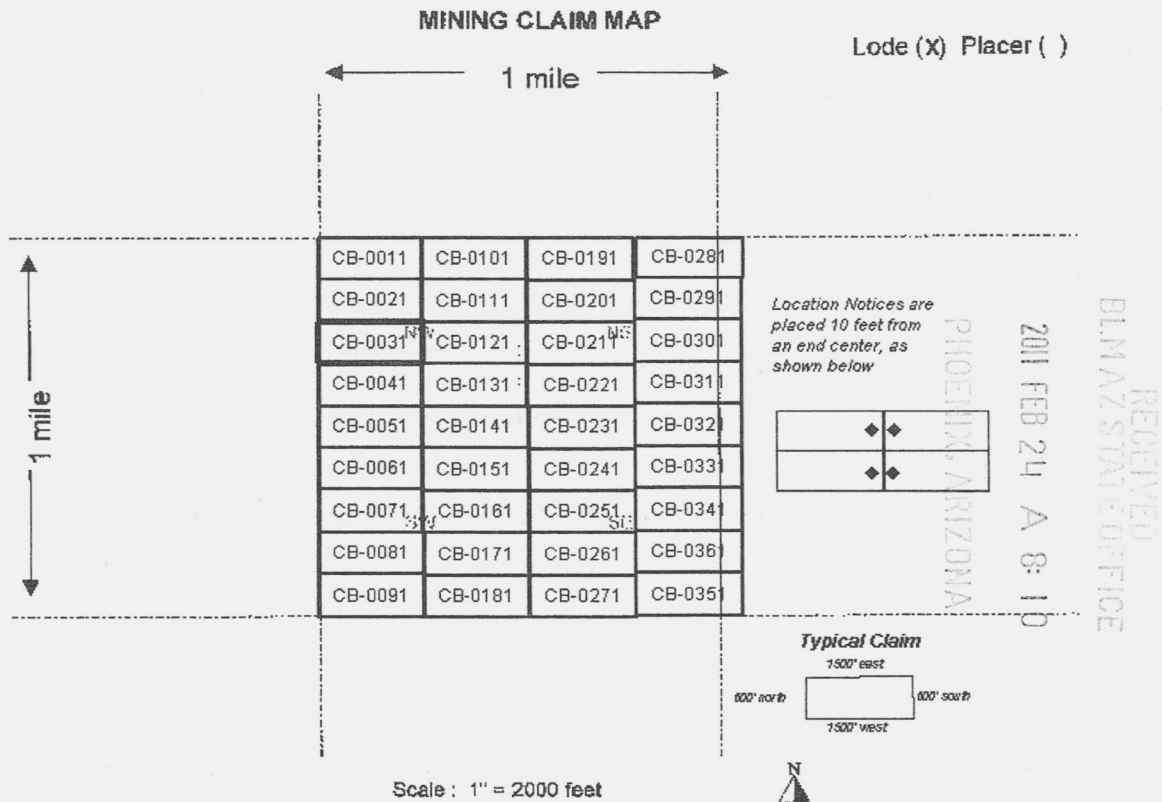 MINING CLAIM MAP
Lode (x) Placer ( )
1 mile
1 mile
CB-0011 CB-0101 CB-0191 CB-0281
CB-0021 CB-0111 CB-0201 CB-0291
CB-0031 CB-0121 CB-0211 CB-0301
CB-0041 CB-0131 CB-0221 CB-0311
CB-0051 CB-0141 CB-0231 CB-0321
CB-0061 CB-0151 CB-0241 CB-0331
CB-0071 CB-0161 CB-0251 CB-0341
CB-0081 CB-0171 CB-0261 CB-0361
CB-0091 CB-0181 CB-0271 CB-0351
SW
Location Notices are
placed 10 feet from
an end center, as
shown below
RECEIVED
BLM AZ STATE OFFICE
2011 FEB 24 A 8:10
PHOENIX, ARIZONA
Typical Claim
1500' east
600' north
600' south
1500' west
Scale : 1" = 2000 feet
N